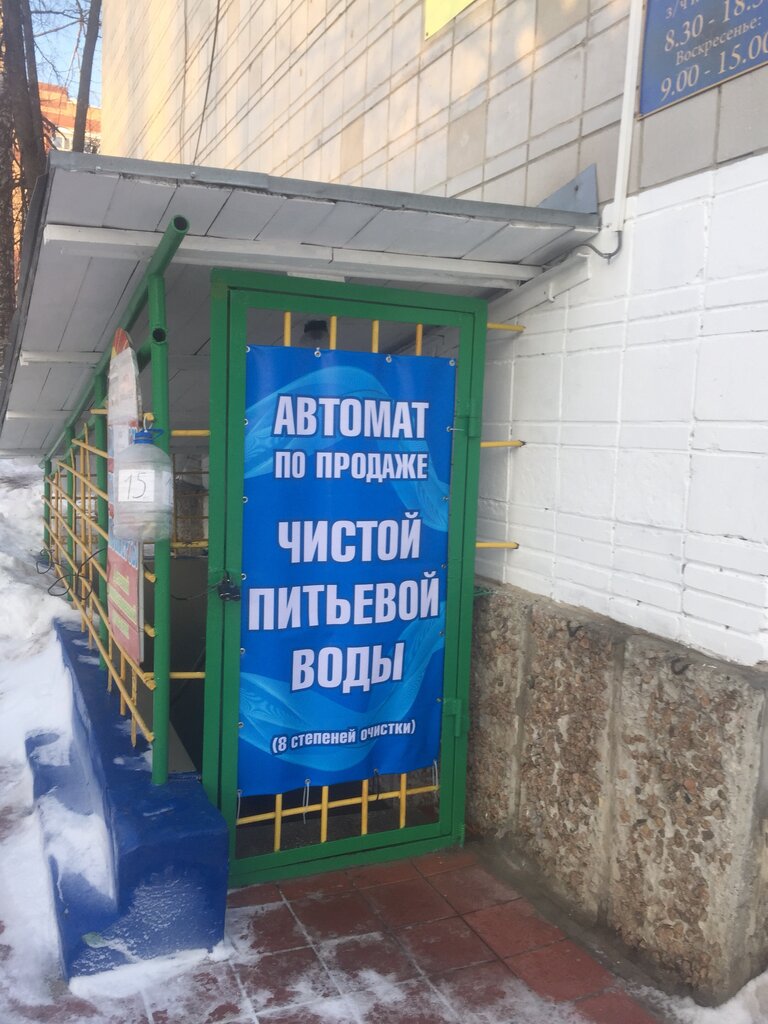 8.30 - 18.3
Воскресенье:
9.00 - 15.00
АВТОМАТ
ПО ПРОДАЖЕ
ЧИСТОЙ
ПИТЬЕВОЙ
ВОДЫ
(8 СТЕПЕНЕЙ ОЧИСТКИ)
15